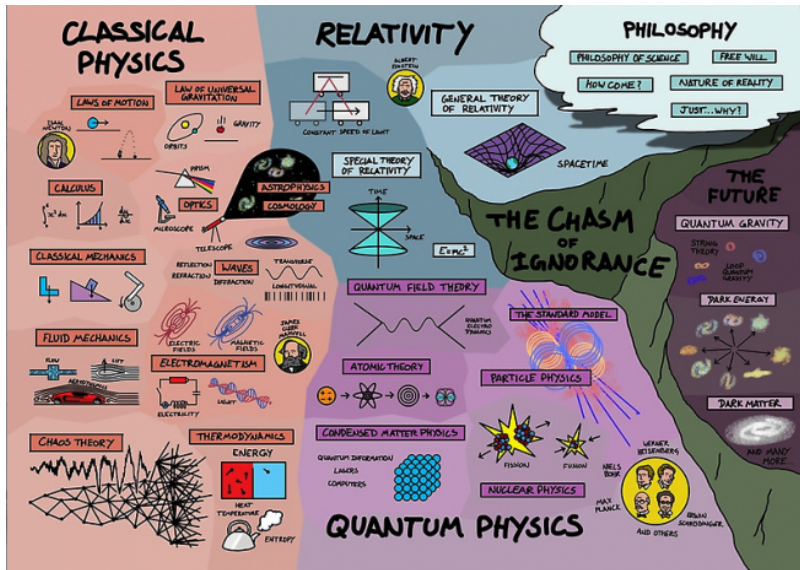 CLASSICAL
PHYSICS
LAWS OF MOTION
ISAAC
NEWTON
LAW OF UNIVERSAL
GRAVITATION
ORBITS
GRAVITY
CALCULUS
∫x²dx
dy/dx
PRISM
OPTICS
MICROSCOPE
TELESCOPE
ASTROPHYSICS
COSMOLOGY
CLASSICAL MECHANICS
REFLECTION
REFRACTION
WAVES
DIFFRACTION
TRANSVERSE
LONGITUDINAL
ELECTRIC
FIELDS
MAGNETIC
FIELDS
JAMES
CLERK
MAXWELL
FLUID MECHANICS
FLOW
LIFT
AERODYNAMICS
ELECTROMAGNETISM
ELECTRICITY
LIGHT
CHAOS THEORY
THERMODYNAMICS
ENERGY
HEAT
TEMPERATURE
ENTROPY
RELATIVITY
ALBERT
EINSTEIN
CONSTANT SPEED OF LIGHT
GENERAL THEORY
OF RELATIVITY
SPACETIME
SPECIAL THEORY
OF RELATIVITY
TIME
SPACE
E=mc²
PHILOSOPHY
PHILOSOPHY OF SCIENCE
FREE WILL
HOW COME?
NATURE OF REALITY
JUST...WHY?
THE CHASM
OF
IGNORANCE
THE
FUTURE
QUANTUM GRAVITY
STRING
THEORY
LOOP
QUANTUM
GRAVITY
DARK ENERGY
DARK MATTER
AND MANY
MORE
QUANTUM FIELD THEORY
QUANTUM
ELECTRO
DYNAMICS
THE STANDARD MODEL
ATOMIC THEORY
PARTICLE PHYSICS
CONDENSED MATTER PHYSICS
QUANTUM INFORMATION
LASERS
COMPUTERS
FISSION
FUSION
NUCLEAR PHYSICS
WERNER
HEISENBERG
NIELS
BOHR
MAX
PLANCK
ERWIN
SCHRODINGER
AND OTHERS
QUANTUM PHYSICS